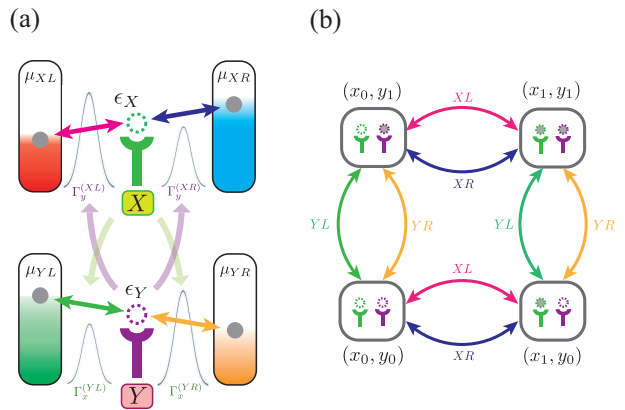 (a)
μ_{XL}
ϵ_X
μ_{XR}
Γ_y^{(XL)}
Γ_y^{(XR)}
X
μ_{YL}
ϵ_Y
μ_{YR}
Γ_x^{(YL)}
Γ_x^{(YR)}
Y
(b)
(x_0, y_1)
XL
(x_1, y_1)
XR
YL
YR
YL
YR
XL
(x_0, y_0)
XR
(x_1, y_0)